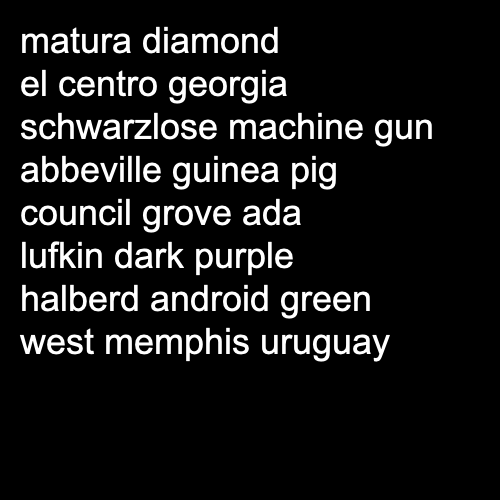 matura diamond
el centro georgia
schwarzlose machine gun
abbeville guinea pig
council grove ada
lufkin dark purple
halberd android green
west memphis uruguay